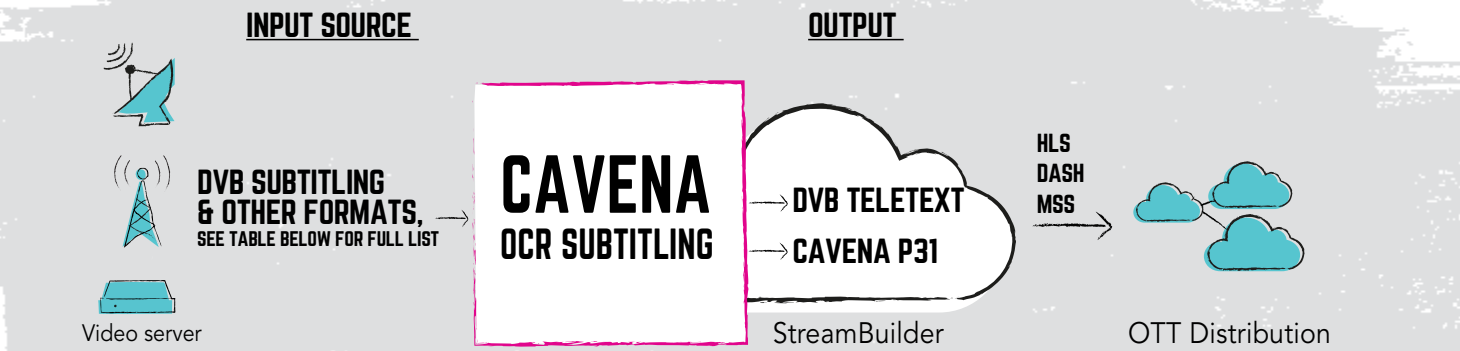 INPUT SOURCE
OUTPUT
DVB SUBTITLING
& OTHER FORMATS,
SEE TABLE BELOW FOR FULL LIST
Video server
CAVENA
OCR SUBTITLING
DVB TELETEXT
CAVENA P31
StreamBuilder
HLS
DASH
MSS
OTT Distribution